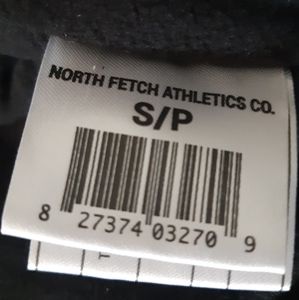 NORTH FETCH ATHLETICS CO.
S/P
8 27374 03270 9